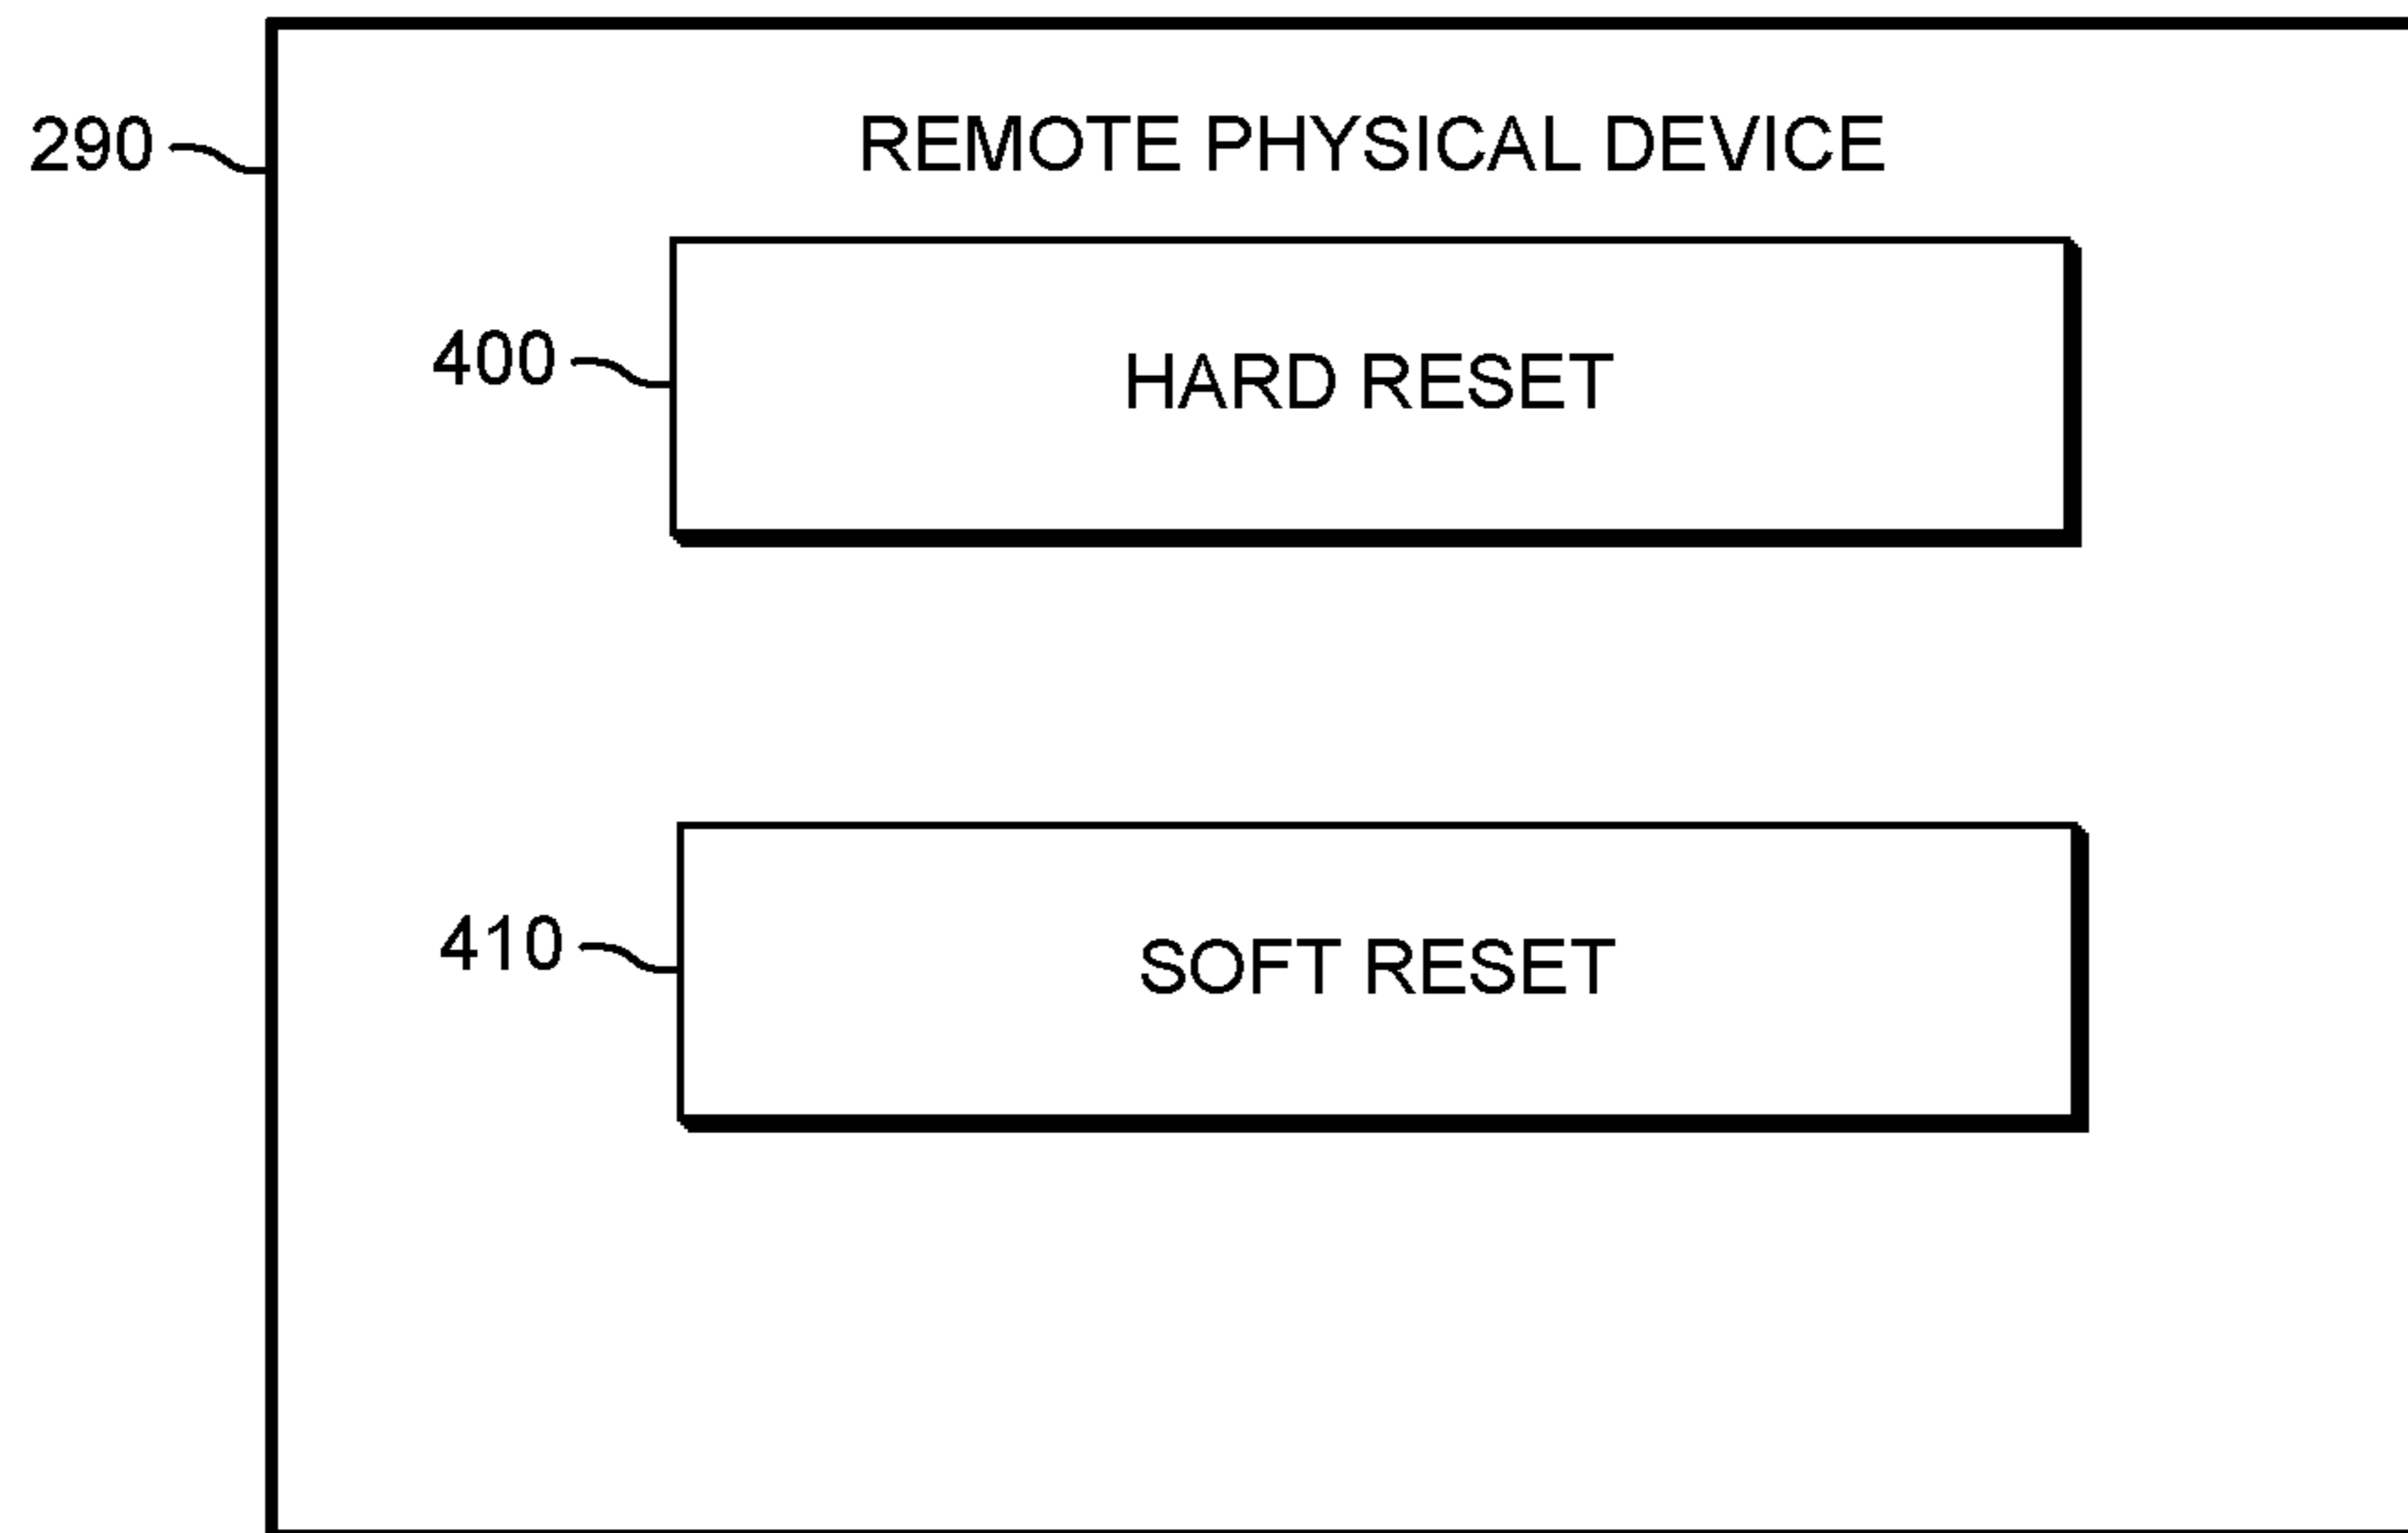 290
REMOTE PHYSICAL DEVICE
400
HARD RESET
410
SOFT RESET